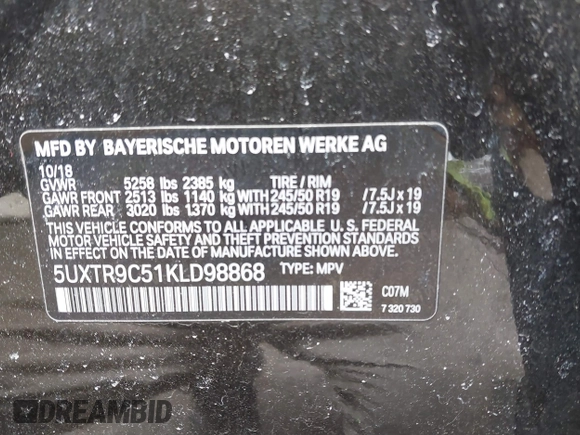 MFD BY BAYERISCHE MOTOREN WERKE AG
10/18
GVWR 5258 lbs 2385 kg TIRE / RIM
GAWR FRONT 2513 lbs 1140 kg WITH 245/50 R19 /7.5J x 19
GAWR REAR 3020 lbs 1370 kg WITH 245/50 R19 /7.5J x 19
THIS VEHICLE CONFORMS TO ALL APPLICABLE U. S. FEDERAL
MOTOR VEHICLE SAFETY AND THEFT PREVENTION STANDARDS
IN EFFECT ON THE DATE OF MANUFACTURE SHOWN ABOVE.
5UXTR9C51KLD98868 TYPE: MPV
C07M
7 320 730
DREAMBID